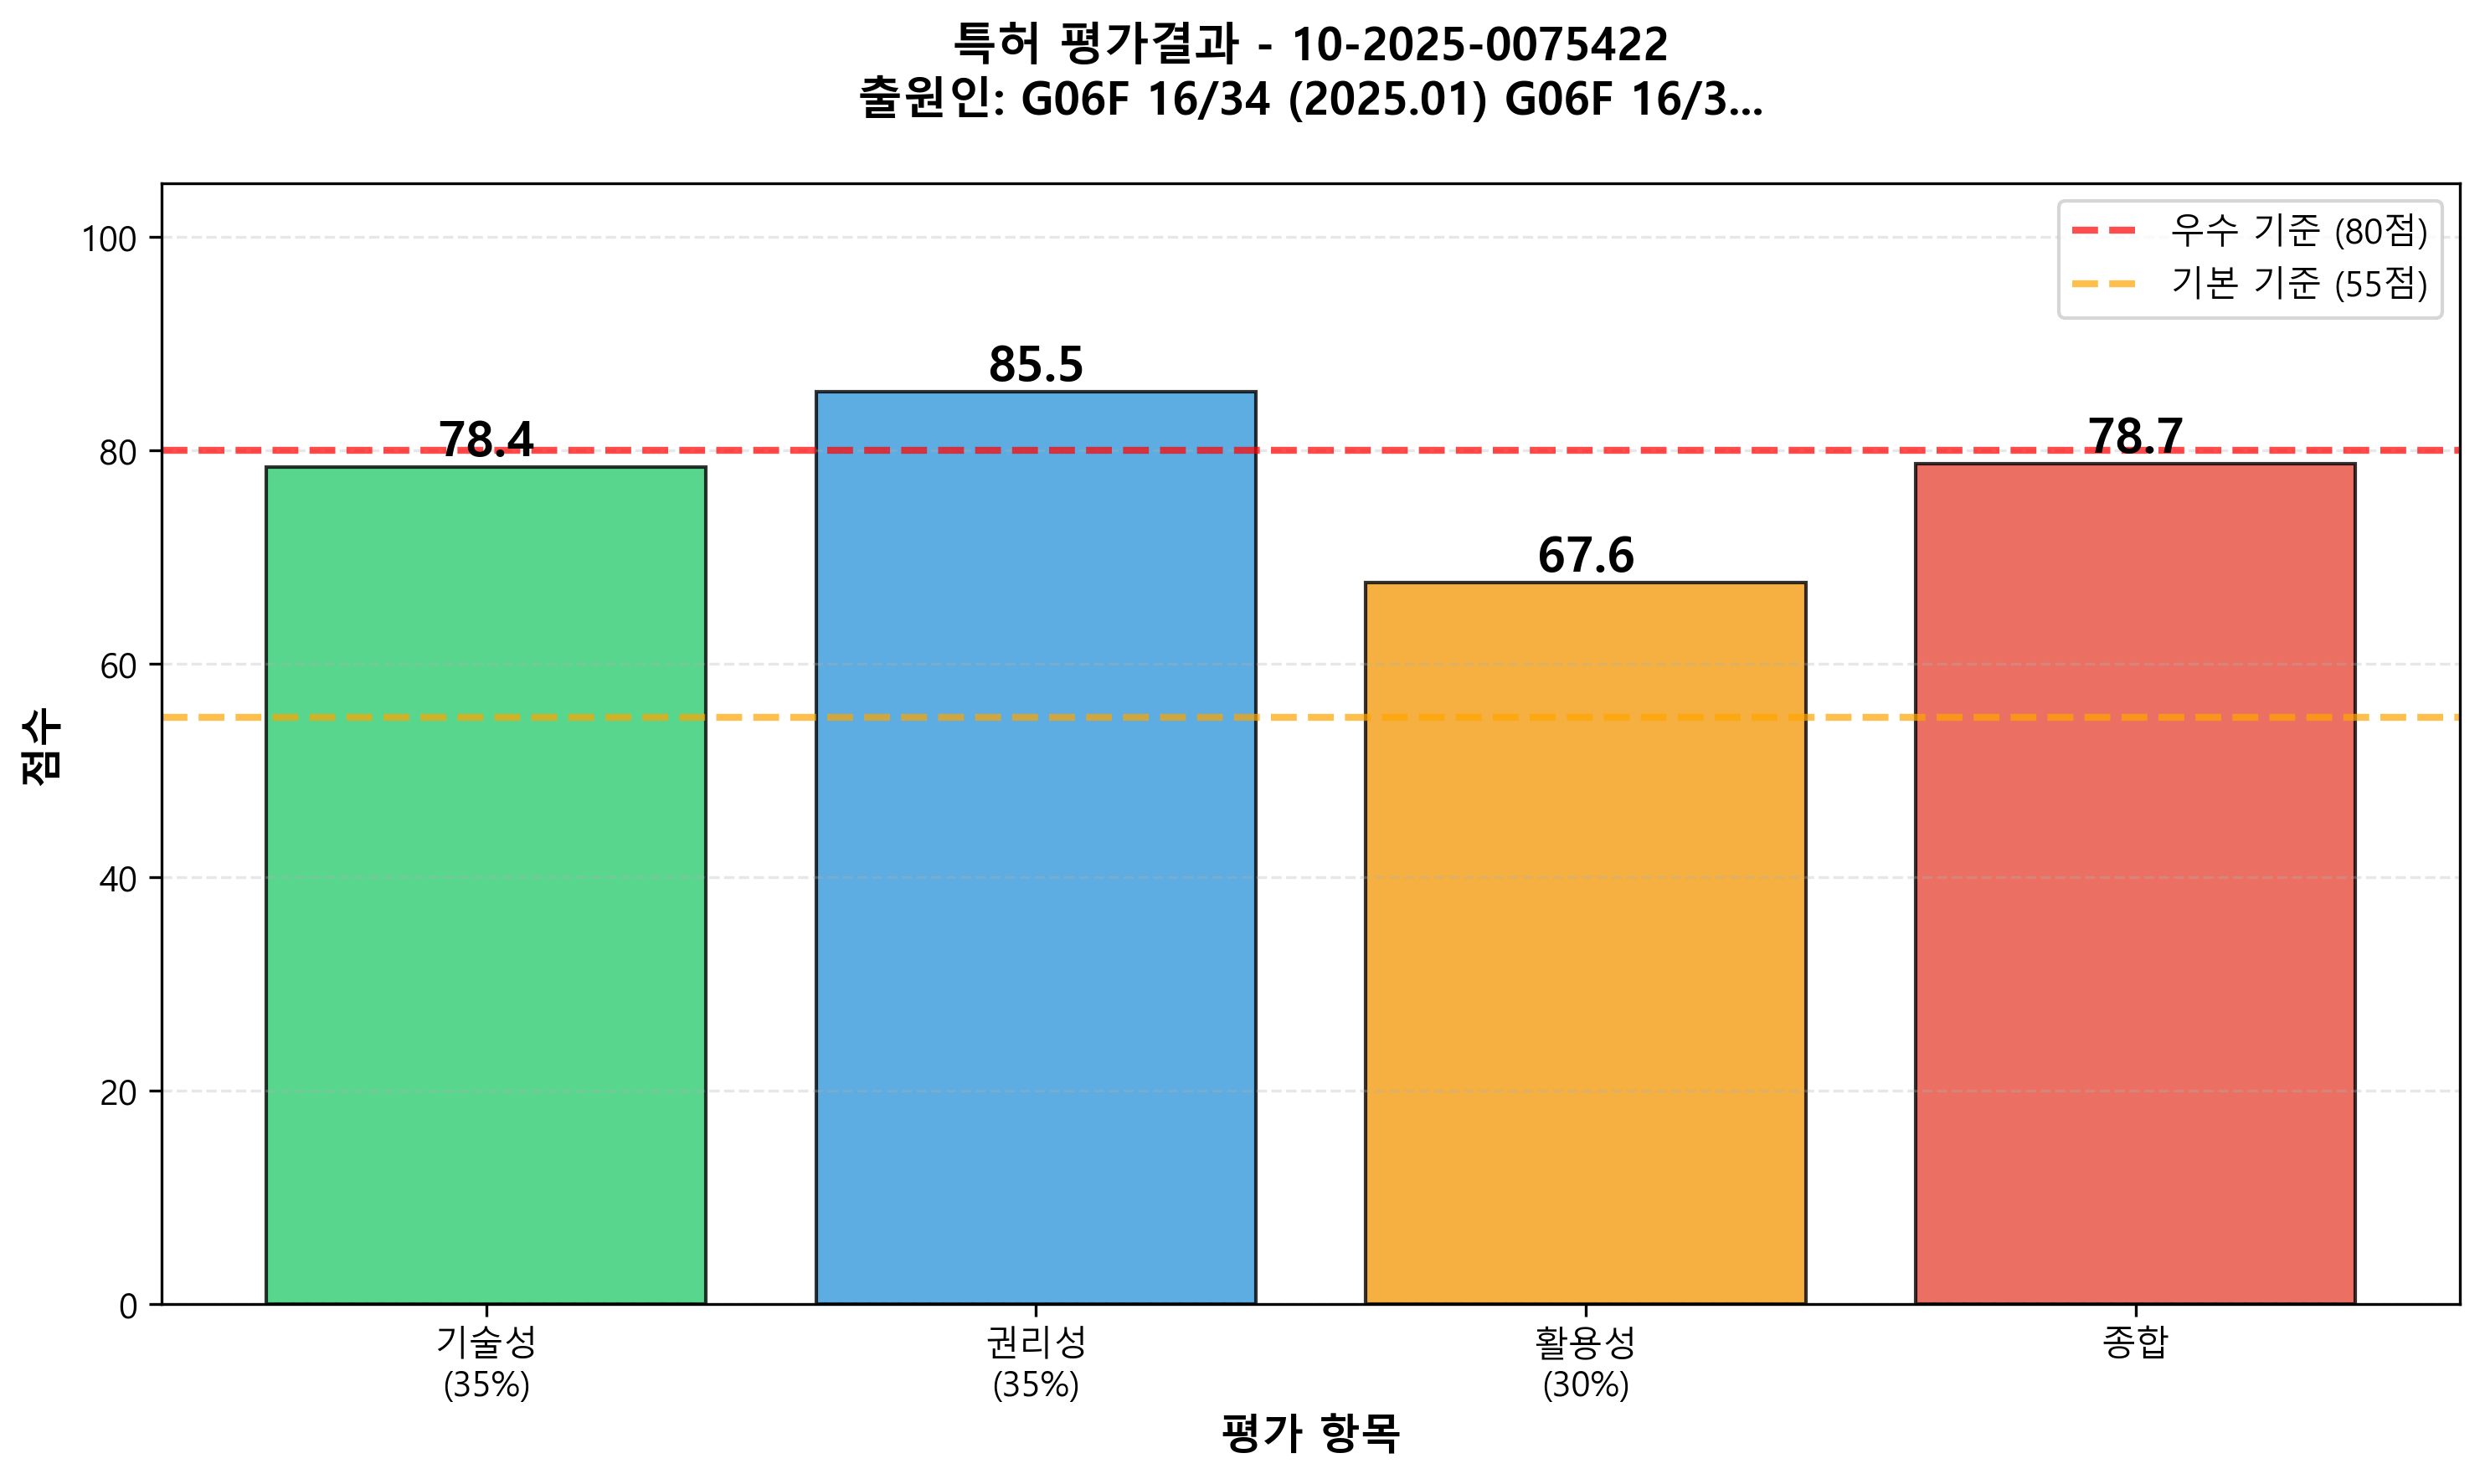 특허 평가결과 - 10-2025-0075422
출원인: G06F 16/34 (2025.01) G06F 16/3...
우수 기준 (80점)
기본 기준 (55점)
점수
100
80
60
40
20
0
78.4
85.5
67.6
78.7
기술성
(35%)
권리성
(35%)
활용성
(30%)
종합
평가 항목